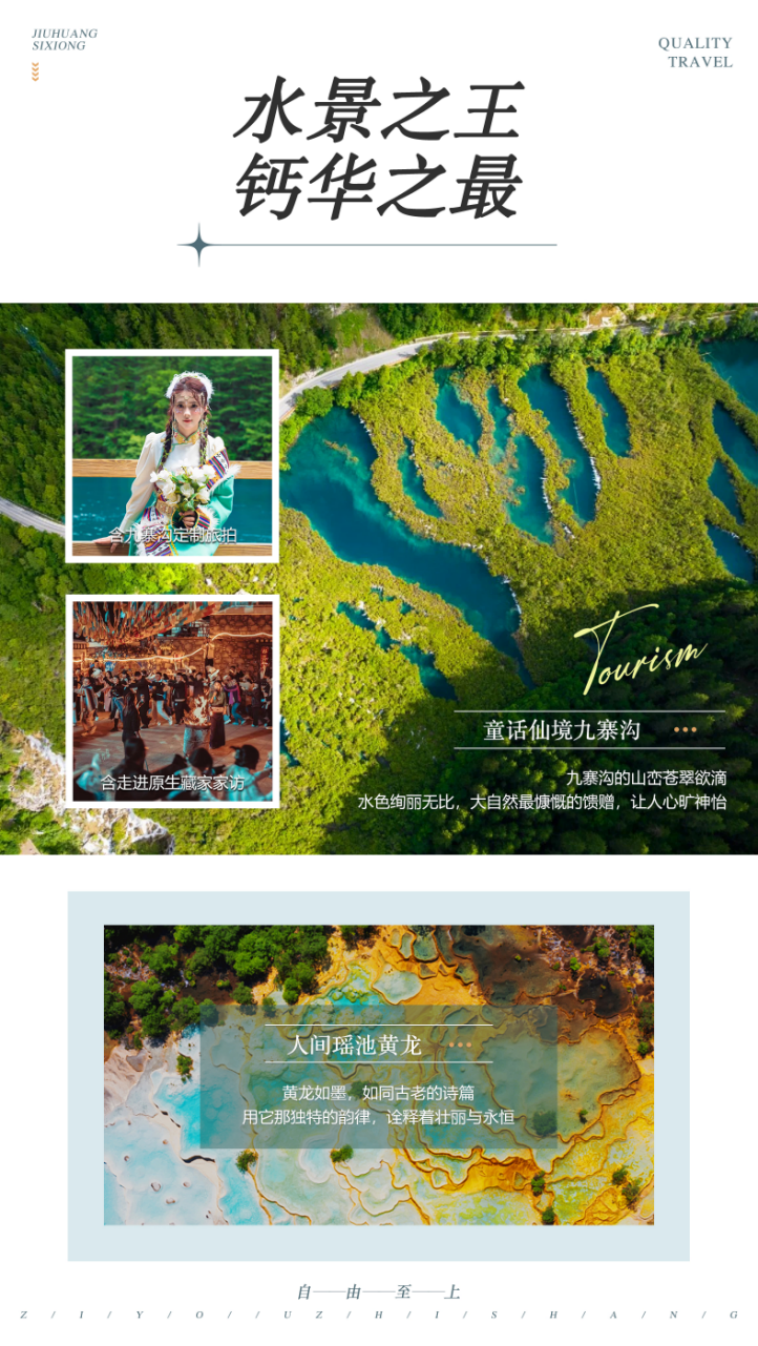 JIUHUANG
SIXIONG
QUALITY
TRAVEL
水景之王
钙华之最
含九寨沟定制旅拍
含走进原生藏家家访
Tourism
童话仙境九寨沟
九寨沟的山峦苍翠欲滴
水色绚丽无比，大自然最慷慨的馈赠，让人心旷神怡
人间瑶池黄龙
黄龙如墨，如同古老的诗篇
用它那独特的韵律，诠释着壮丽与永恒
自——由——至——上
Z / I / Y / O / / U Z / H / I / S / H / A / N / G